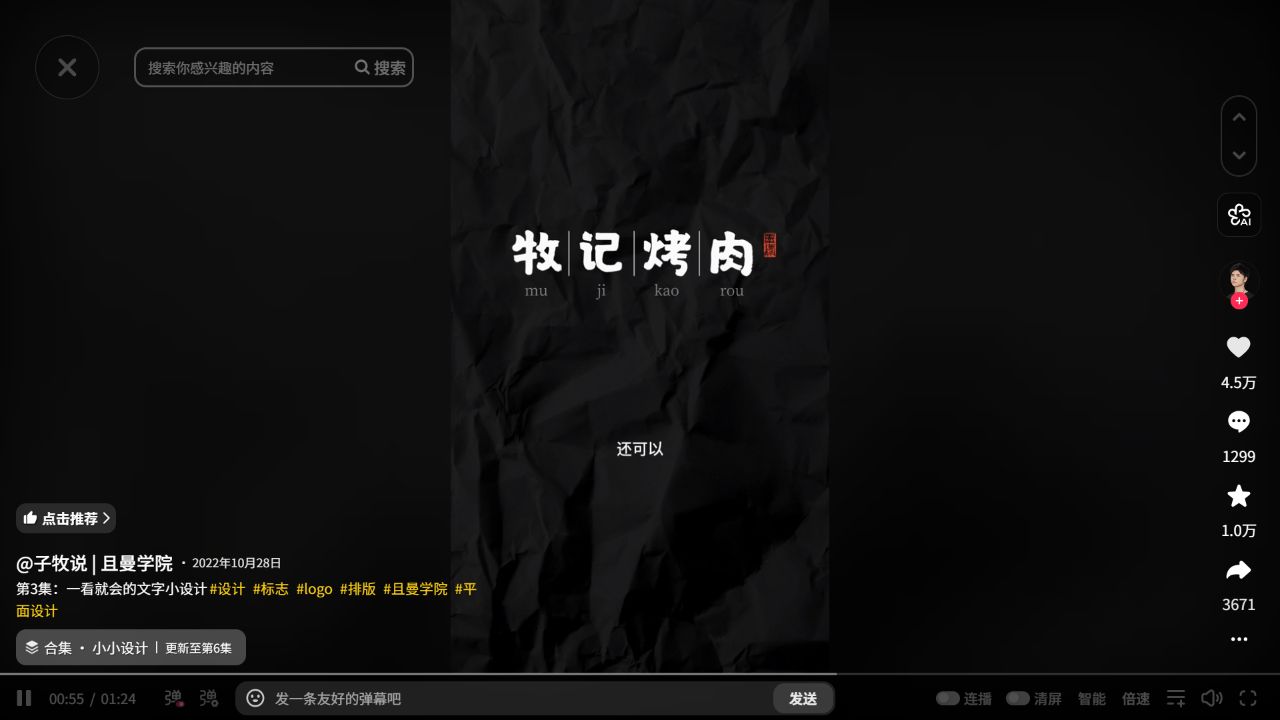 搜索你感兴趣的内容
搜索
牧记烤肉
mu ji kao rou
还可以
AI
4.5万
1299
1.0万
3671
点击推荐
@子牧说 | 且曼学院 · 2022年10月28日
第3集：一看就会的文字小设计 #设计 #标志 #logo #排版 #且曼学院 #平
面设计
合集 · 小小设计 | 更新至第6集
00:55 / 01:24
弹
弹
发一条友好的弹幕吧
发送
连播
清屏
智能
倍速